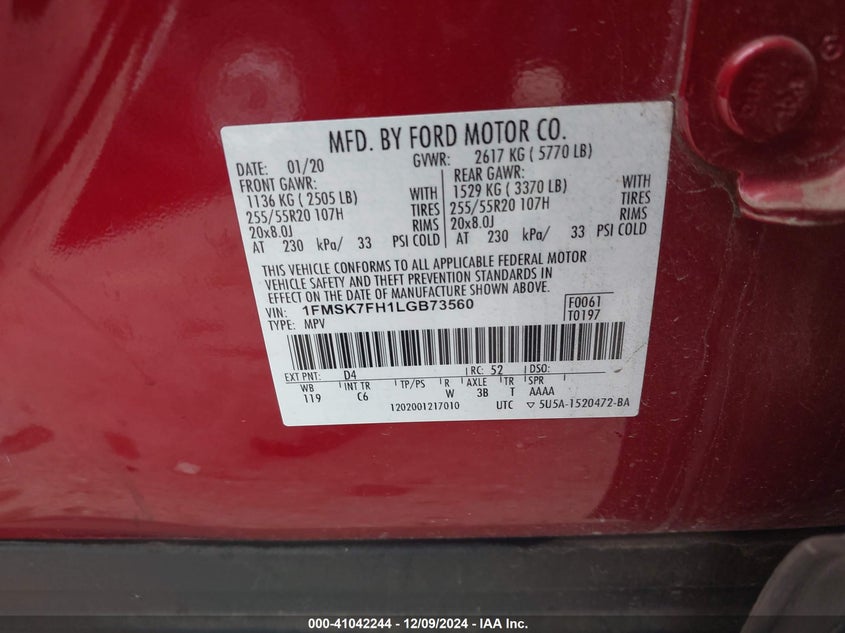 MFD. BY FORD MOTOR CO.
DATE: 01/20 GVWR: 2617 KG ( 5770 LB)
FRONT GAWR: REAR GAWR:
1136 KG ( 2505 LB) WITH 1529 KG ( 3370 LB) WITH
255/55R20 107H TIRES 255/55R20 107H TIRES
20x8.0J RIMS 20x8.0J RIMS
AT 230 kPa/ 33 PSI COLD AT 230 kPa/ 33 PSI COLD
THIS VEHICLE CONFORMS TO ALL APPLICABLE FEDERAL MOTOR
VEHICLE SAFETY AND THEFT PREVENTION STANDARDS IN
EFFECT ON THE DATE OF MANUFACTURE SHOWN ABOVE.
VIN: 1FMSK7FH1LGB73560 F0061
TYPE: MPV T0197
EXT PNT: D4 RC: 52 DSO:
WB INT TR TP/PS R AXLE TR SPR
119 C6 W 3B T AAAA
1202001217010 UTC ▽ 5U5A-1520472-BA
000-41042244 / 12/09/2024 - IAA Inc.